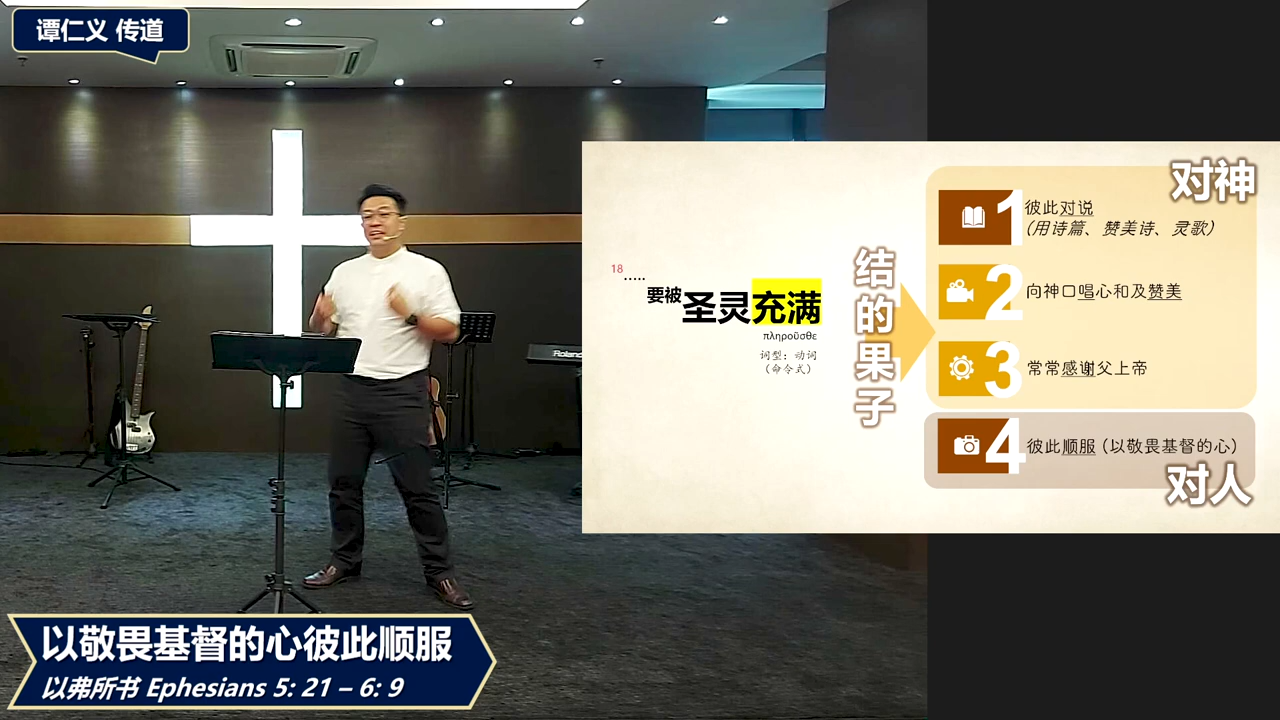 谭仁义 传道
18
.....要被圣灵充满
πληροῦσθε
词型：动词
（命令式）
结的果子
对神
1 彼此对说
（用诗篇、赞美诗、灵歌）
2 向神口唱心和及赞美
3 常常感谢父上帝
4 彼此顺服（以敬畏基督的心）
对人
Roland
以敬畏基督的心彼此顺服
以弗所书 Ephesians 5: 21 – 6: 9